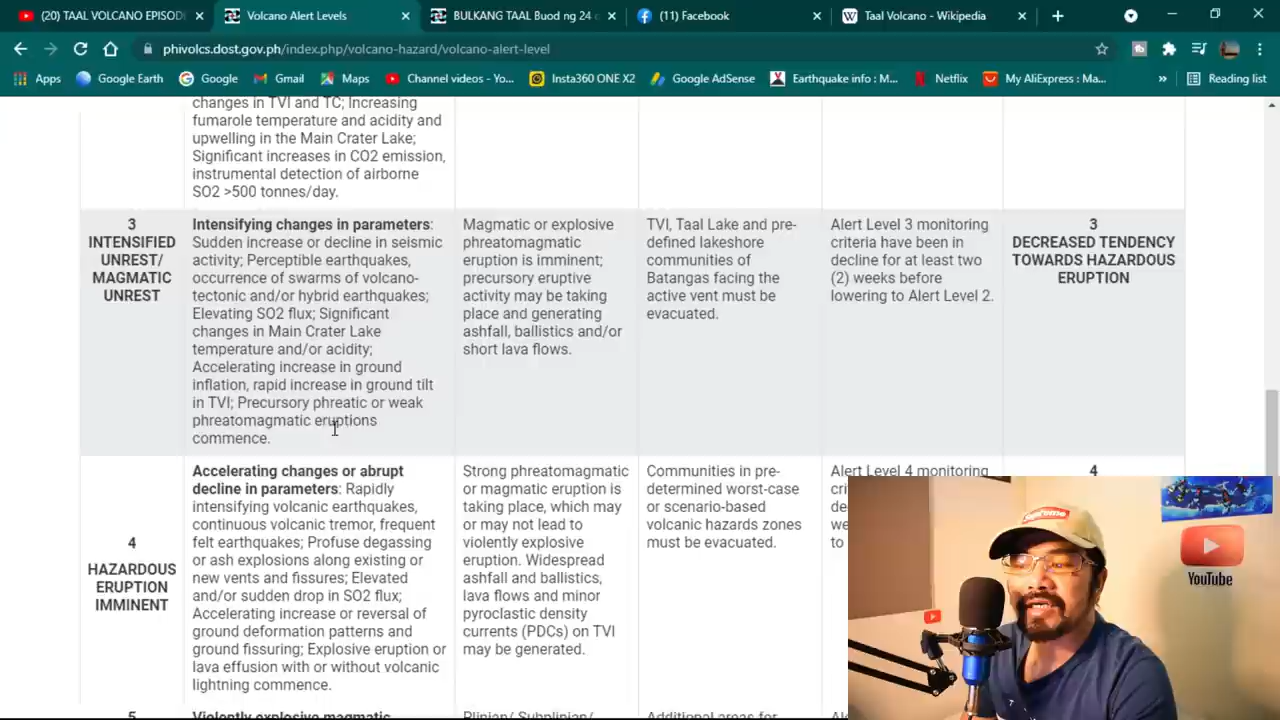 (20) TAAL VOLCANO EPISOD
Volcano Alert Levels
BULKANG TAAL Buod ng 24 o
(11) Facebook
Taal Volcano - Wikipedia
phivolcs.dost.gov.ph/index.php/volcano-hazard/volcano-alert-level
Apps
Google Earth
Google
Gmail
Maps
Channel videos - Yo...
Insta360 ONE X2
Google AdSense
Earthquake info : M...
Netflix
My AliExpress : Ma...
»
Reading list
changes in TVI and TC; Increasing
fumarole temperature and acidity and
upwelling in the Main Crater Lake;
Significant increases in CO2 emission,
instrumental detection of airborne
SO2 >500 tonnes/day.
3
INTENSIFIED
UNREST/
MAGMATIC
UNREST
Intensifying changes in parameters:
Sudden increase or decline in seismic
activity; Perceptible earthquakes,
occurrence of swarms of volcano-
tectonic and/or hybrid earthquakes;
Elevating SO2 flux; Significant
changes in Main Crater Lake
temperature and/or acidity;
Accelerating increase in ground
inflation, rapid increase in ground tilt
in TVI; Precursory phreatic or weak
phreatomagmatic eruptions
commence.
Magmatic or explosive
phreatomagmatic
eruption is imminent;
precursory eruptive
activity may be taking
place and generating
ashfall, ballistics and/or
short lava flows.
TVI, Taal Lake and pre-
defined lakeshore
communities of
Batangas facing the
active vent must be
evacuated.
Alert Level 3 monitoring
criteria have been in
decline for at least two
(2) weeks before
lowering to Alert Level 2.
3
DECREASED TENDENCY
TOWARDS HAZARDOUS
ERUPTION
4
HAZARDOUS
ERUPTION
IMMINENT
Accelerating changes or abrupt
decline in parameters: Rapidly
intensifying volcanic earthquakes,
continuous volcanic tremor, frequent
felt earthquakes; Profuse degassing
or ash explosions along existing or
new vents and fissures; Elevated
and/or sudden drop in SO2 flux;
Accelerating increase or reversal of
ground deformation patterns and
ground fissuring; Explosive eruption or
lava effusion with or without volcanic
lightning commence.
Strong phreatomagmatic
or magmatic eruption is
taking place, which may
or may not lead to
violently explosive
eruption. Widespread
ashfall and ballistics,
lava flows and minor
pyroclastic density
currents (PDCs) on TVI
may be generated.
Communities in pre-
determined worst-case
or scenario-based
volcanic hazards zones
must be evacuated.
Alert Level 4 monitoring
cri
de
we
to
4
5
Violently explosive magmatic
Plinian/ Subplinian/
Additional areas for
Supreme
YouTube